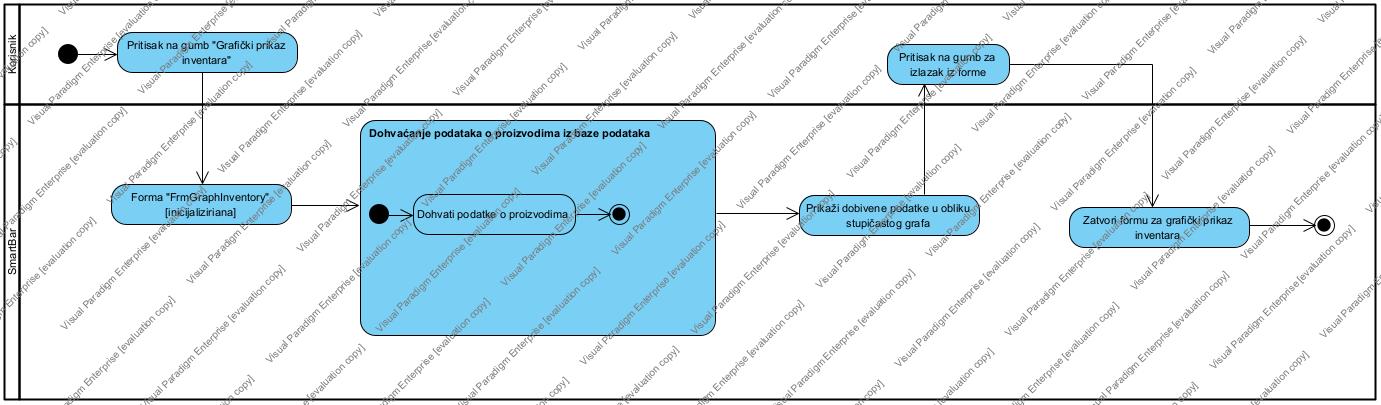 Korisnik
Pritisak na gumb "Grafički prikaz
inventara"
Pritisak na gumb za
izlazak iz forme
SmartBar
Dohvaćanje podataka o proizvodima iz baze podataka
Forma "FrmGraphInventory"
[inicijaliziriana]
Dohvati podatke o proizvodima
Prikaži dobivene podatke u obliku
stupičastog grafa
Zatvori formu za grafički prikaz
inventara
Visual Paradigm Enterprise [evaluation copy]